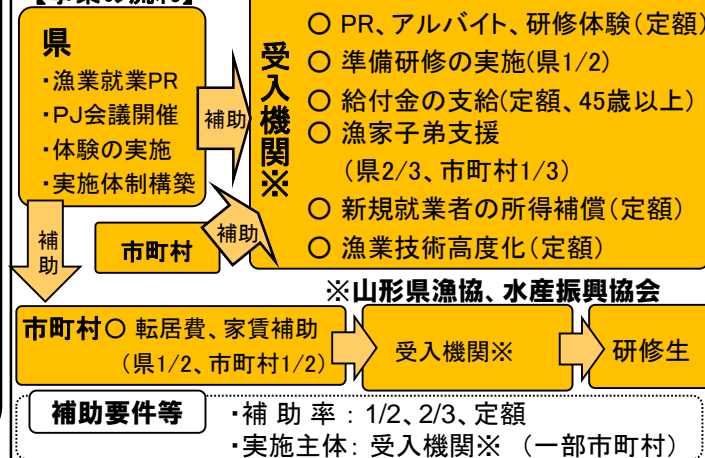 【事業の流れ】
県
・漁業就業PR
・PJ会議開催
・体験の実施
・実施体制構築
補助
受入機関※
○ PR、アルバイト、研修体験(定額)
○ 準備研修の実施(県1/2)
○ 給付金の支給(定額、45歳以上)
○ 漁家子弟支援
(県2/3、市町村1/3)
○ 新規就業者の所得補償(定額)
○ 漁業技術高度化(定額)
補助
市町村
補助
※山形県漁協、水産振興協会
市町村○ 転居費、家賃補助
(県1/2、市町村1/2)
受入機関※
研修生
補助要件等
・補 助 率 : 1/2、2/3、定額
・実施主体: 受入機関※ (一部市町村)